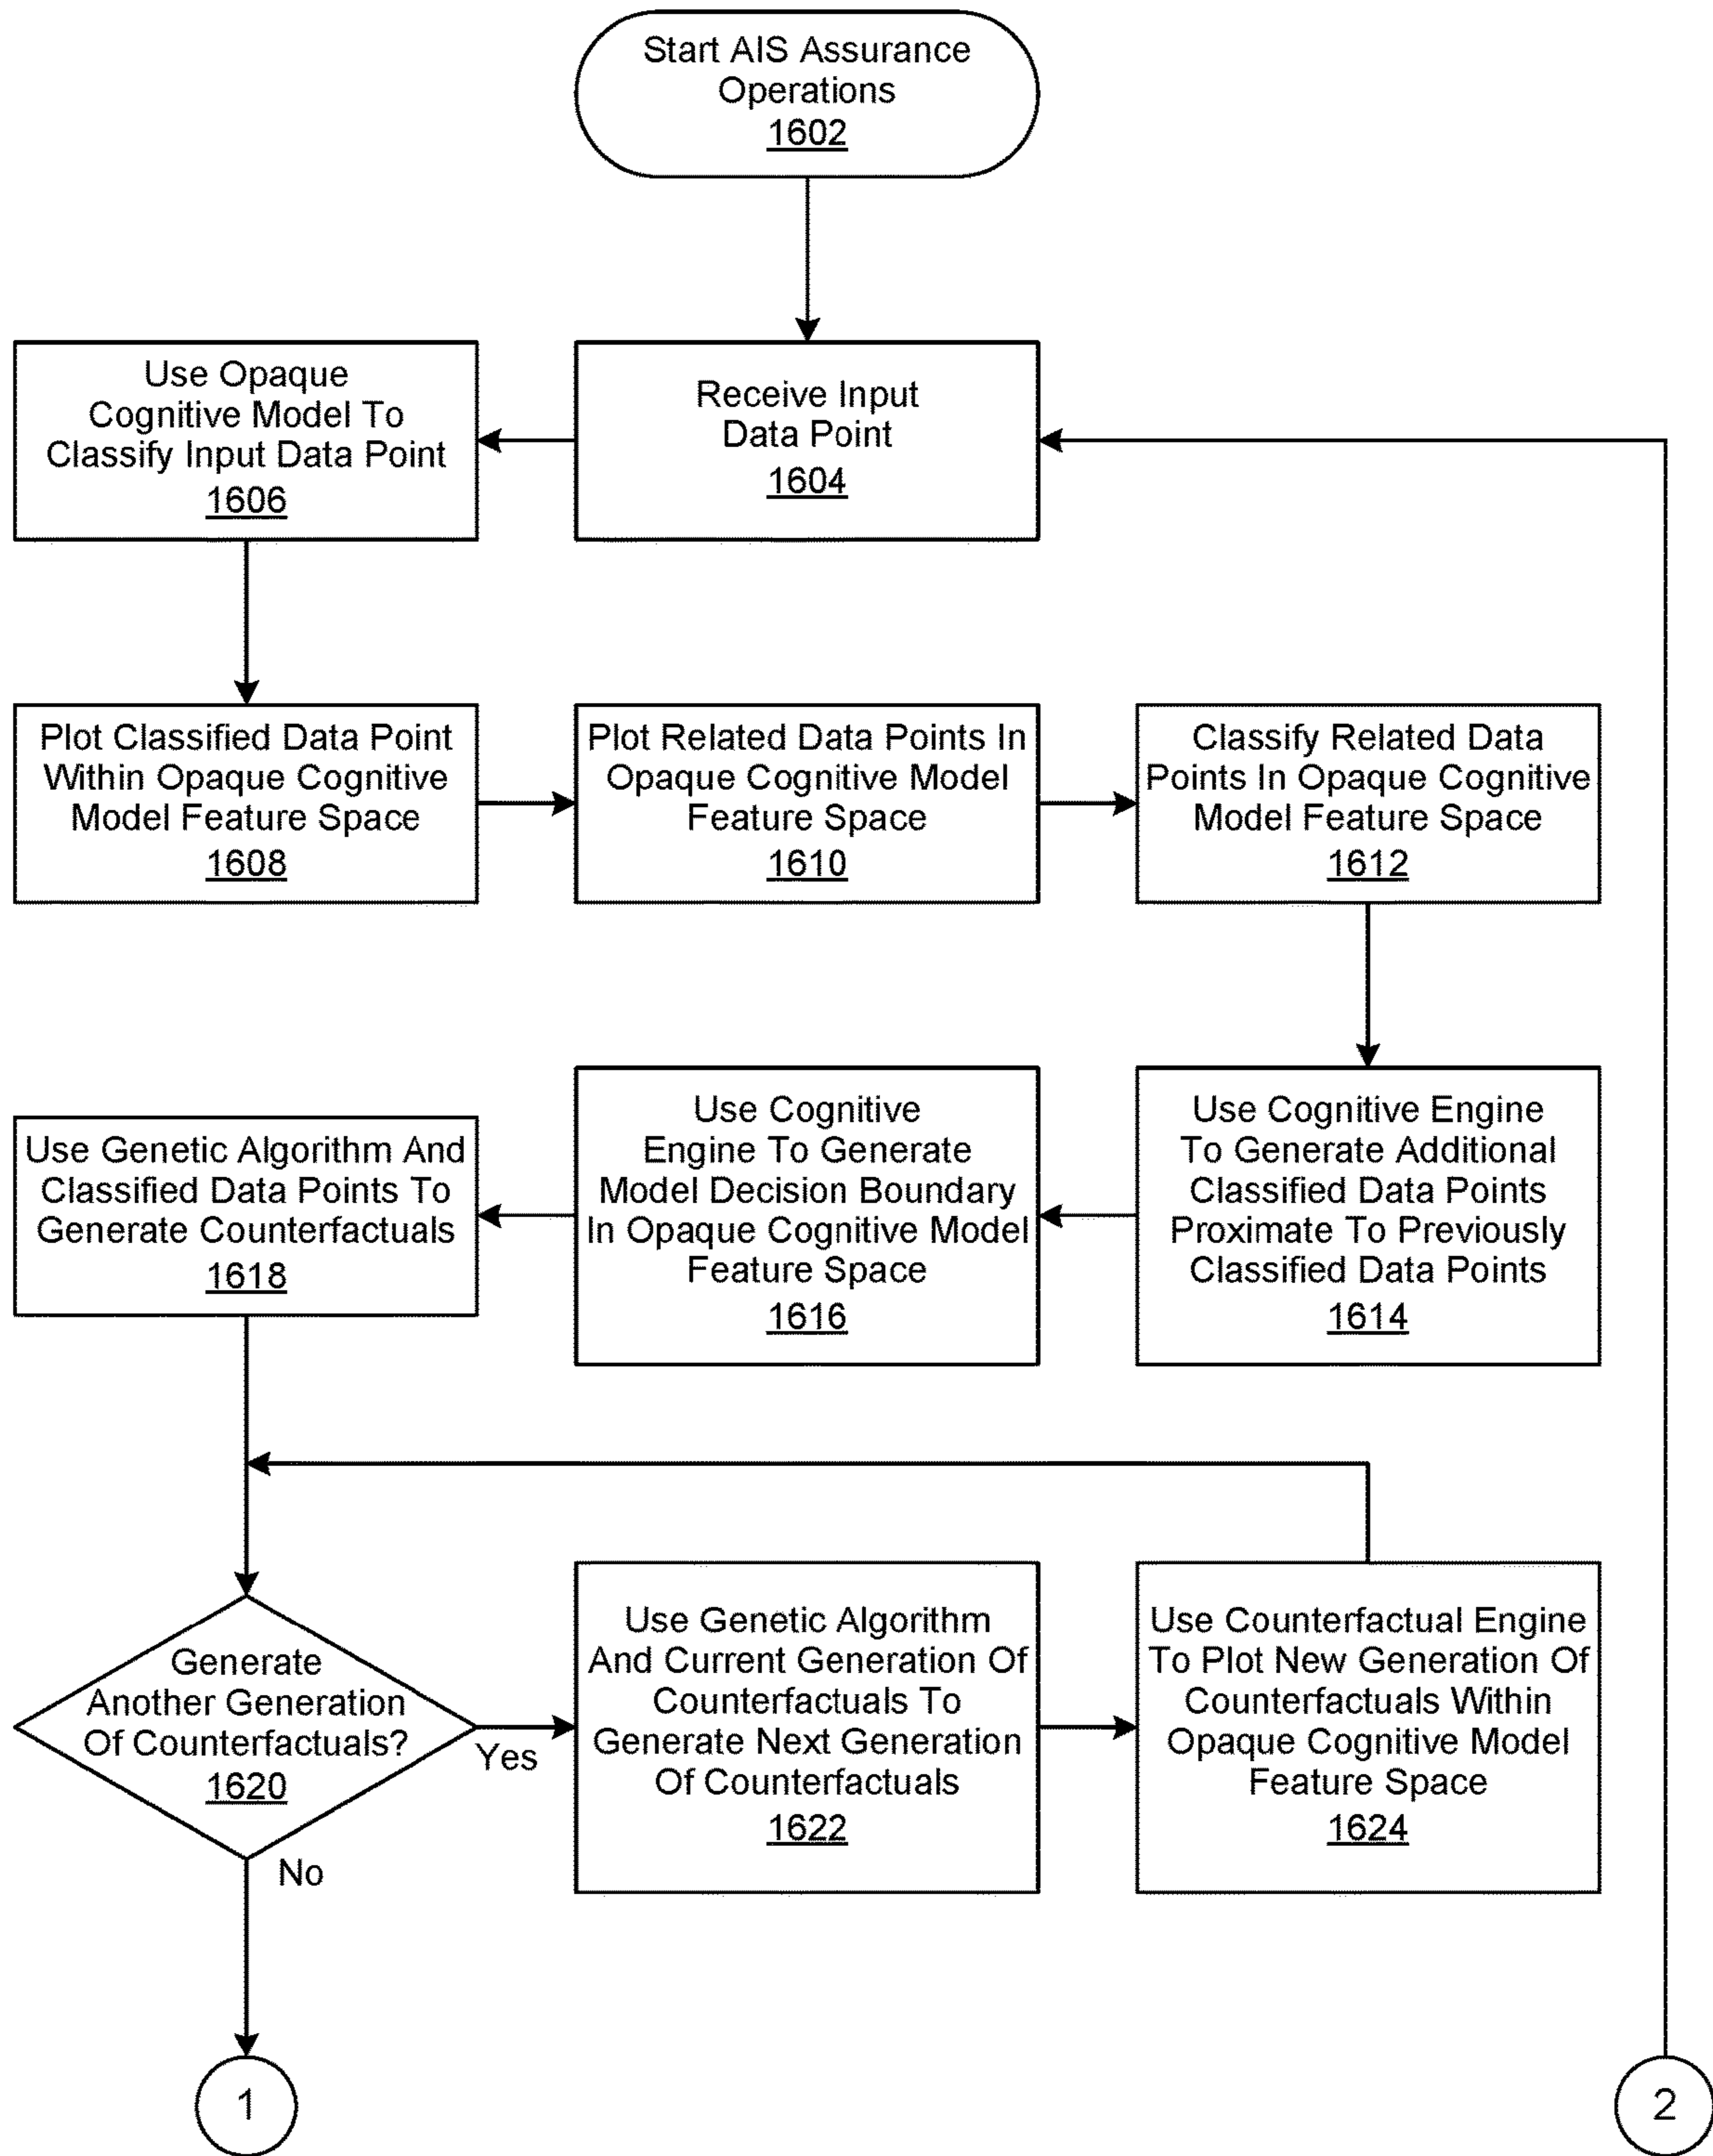 Start AIS Assurance
Operations
1602
Use Opaque
Cognitive Model To
Classify Input Data Point
1606
Receive Input
Data Point
1604
Plot Classified Data Point
Within Opaque Cognitive
Model Feature Space
1608
Plot Related Data Points In
Opaque Cognitive Model
Feature Space
1610
Classify Related Data
Points In Opaque Cognitive
Model Feature Space
1612
Use Genetic Algorithm And
Classified Data Points To
Generate Counterfactuals
1618
Use Cognitive
Engine To Generate
Model Decision Boundary
In Opaque Cognitive Model
Feature Space
1616
Use Cognitive Engine
To Generate Additional
Classified Data Points
Proximate To Previously
Classified Data Points
1614
Generate
Another Generation
Of Counterfactuals?
1620
Yes
No
Use Genetic Algorithm
And Current Generation Of
Counterfactuals To
Generate Next Generation
Of Counterfactuals
1622
Use Counterfactual Engine
To Plot New Generation Of
Counterfactuals Within
Opaque Cognitive Model
Feature Space
1624
1
2